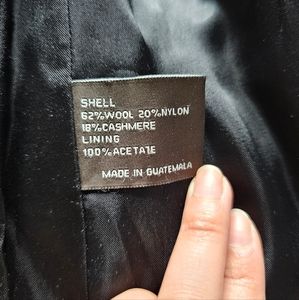 SHELL
62%WOOL 20%NYLON
18%CASHMERE
LINING
100%ACETATE
MADE IN GUATEMALA